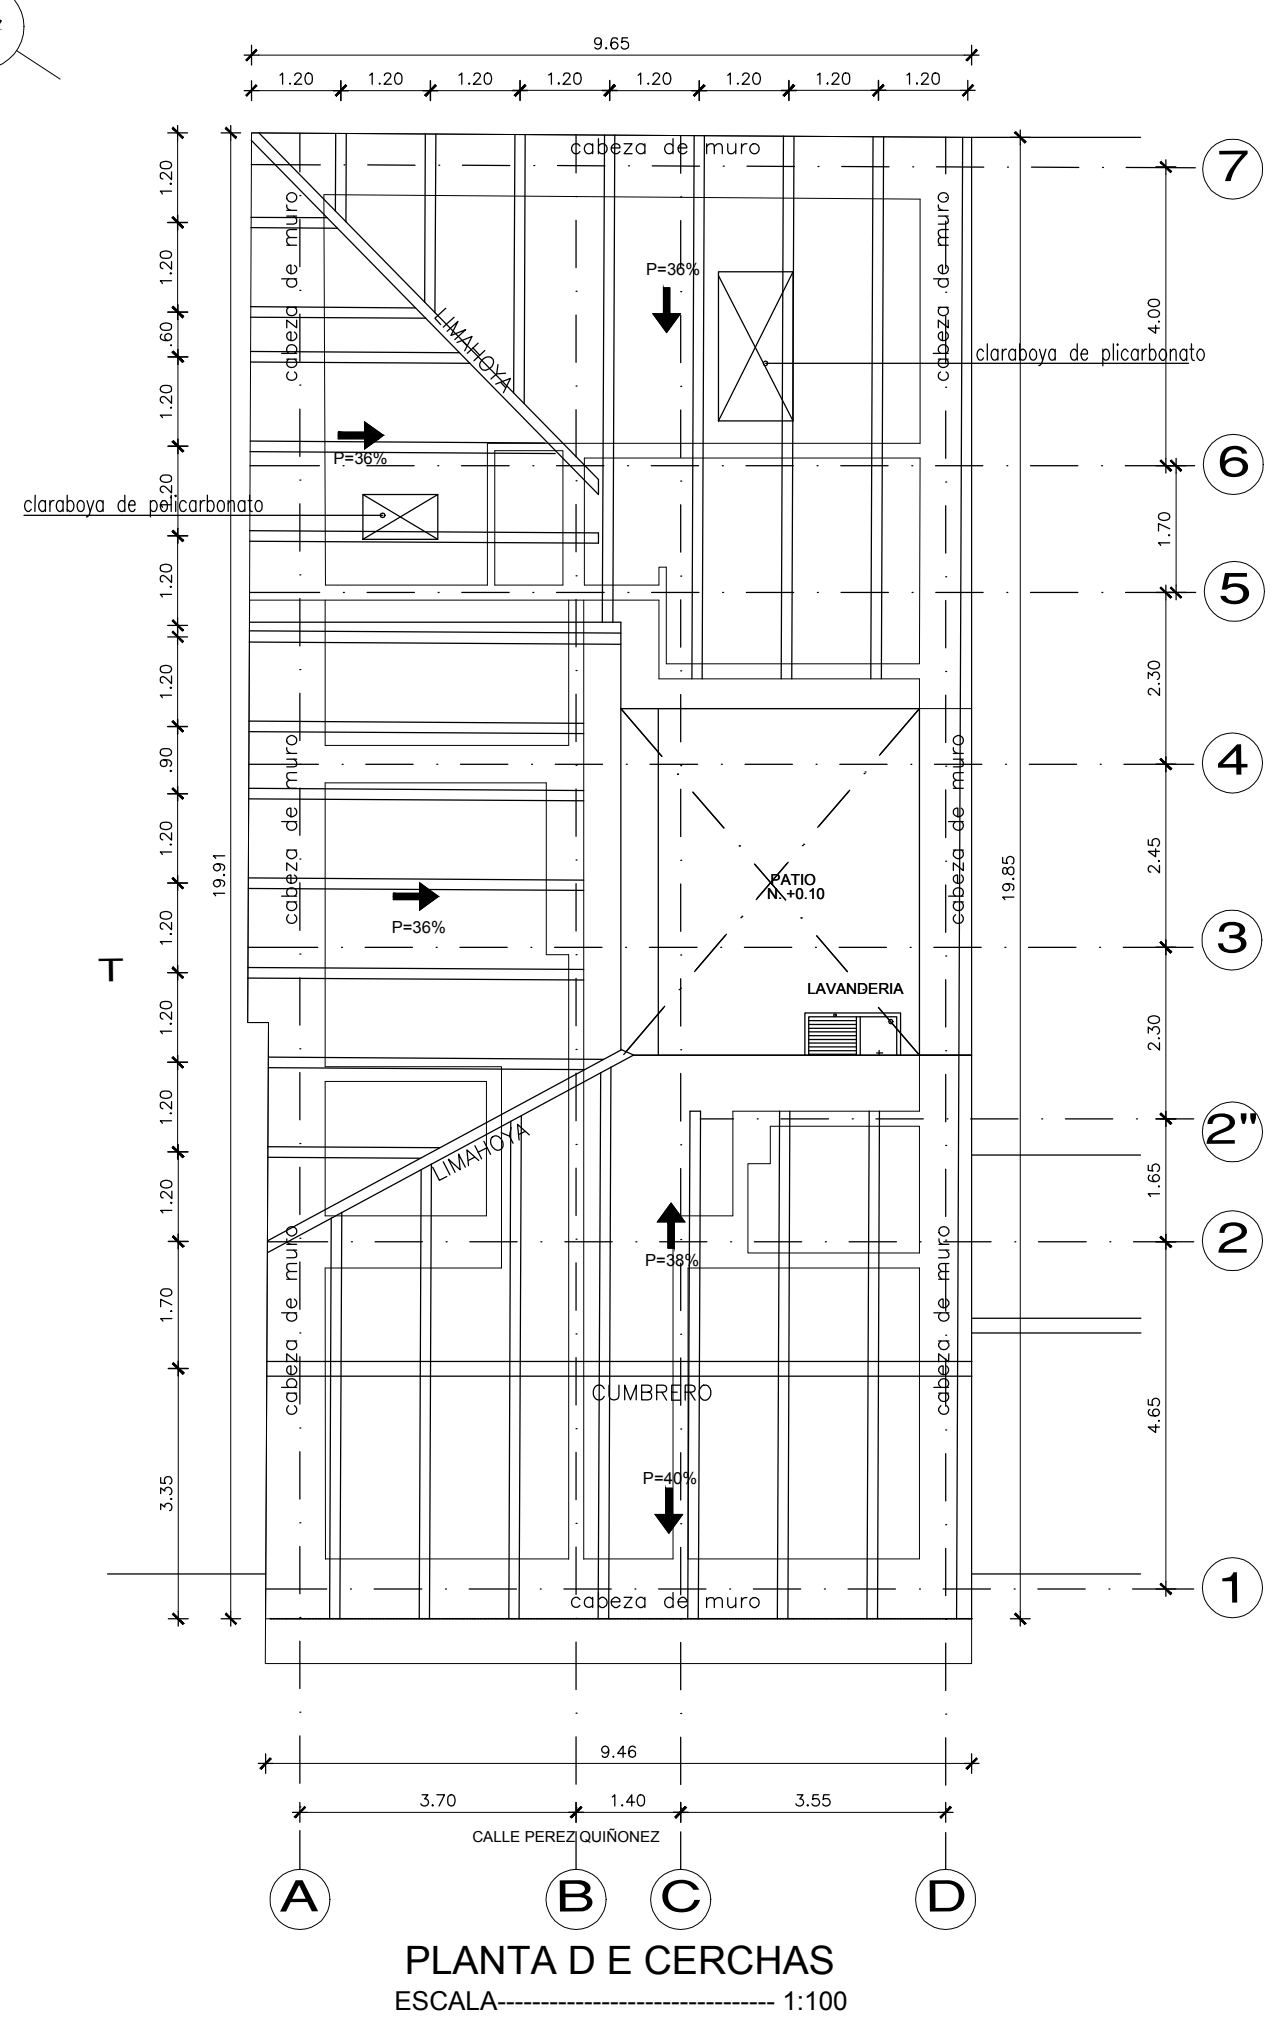 9.65
1.20 1.20 1.20 1.20 1.20 1.20 1.20 1.20
cabeza de muro
7
1.20
cabeza de muro
cabeza de muro
1.20
P=36%
4.00
.60
LIMAHOYA
claraboya de plicarbonato
1.20
P=36%
6
1.20
claraboya de policarbonato
1.70
1.20
5
1.20
2.30
.90
4
cabeza de muro
cabeza de muro
1.20
2.45
19.91
19.85
PATIO
N. +0.10
1.20
P=36%
3
T
LAVANDERIA
1.20
2.30
1.20
2"
LIMAHOYA
1.65
1.20
cabeza de muro
cabeza de muro
2
P=38%
1.70
CUMBRERO
4.65
P=40%
3.35
1
cabeza de muro
9.46
3.70 1.40 3.55
CALLE PEREZ QUIÑONEZ
A B C D
PLANTA D E CERCHAS
ESCALA-------------------------------- 1:100